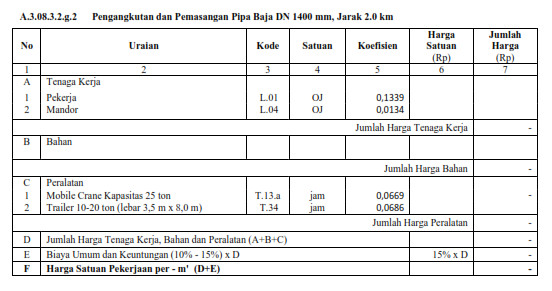 A.3.08.3.2.g.2 Pengangkutan dan Pemasangan Pipa Baja DN 1400 mm, Jarak 2.0 km
No Uraian Kode Satuan Koefisien Harga Satuan (Rp) Jumlah Harga (Rp)
1 2 3 4 5 6 7
A Tenaga Kerja
1 Pekerja L.01 OJ 0,1339
2 Mandor L.04 OJ 0,0134
Jumlah Harga Tenaga Kerja -
B Bahan
Jumlah Harga Bahan -
C Peralatan
1 Mobile Crane Kapasitas 25 ton T.13.a jam 0,0669 -
2 Trailer 10-20 ton (lebar 3,5 m x 8,0 m) T.34 jam 0,0686
Jumlah Harga Peralatan -
D Jumlah Harga Tenaga Kerja, Bahan dan Peralatan (A+B+C) -
E Biaya Umum dan Keuntungan (10% - 15%) x D 15% x D -
F Harga Satuan Pekerjaan per - m' (D+E) -